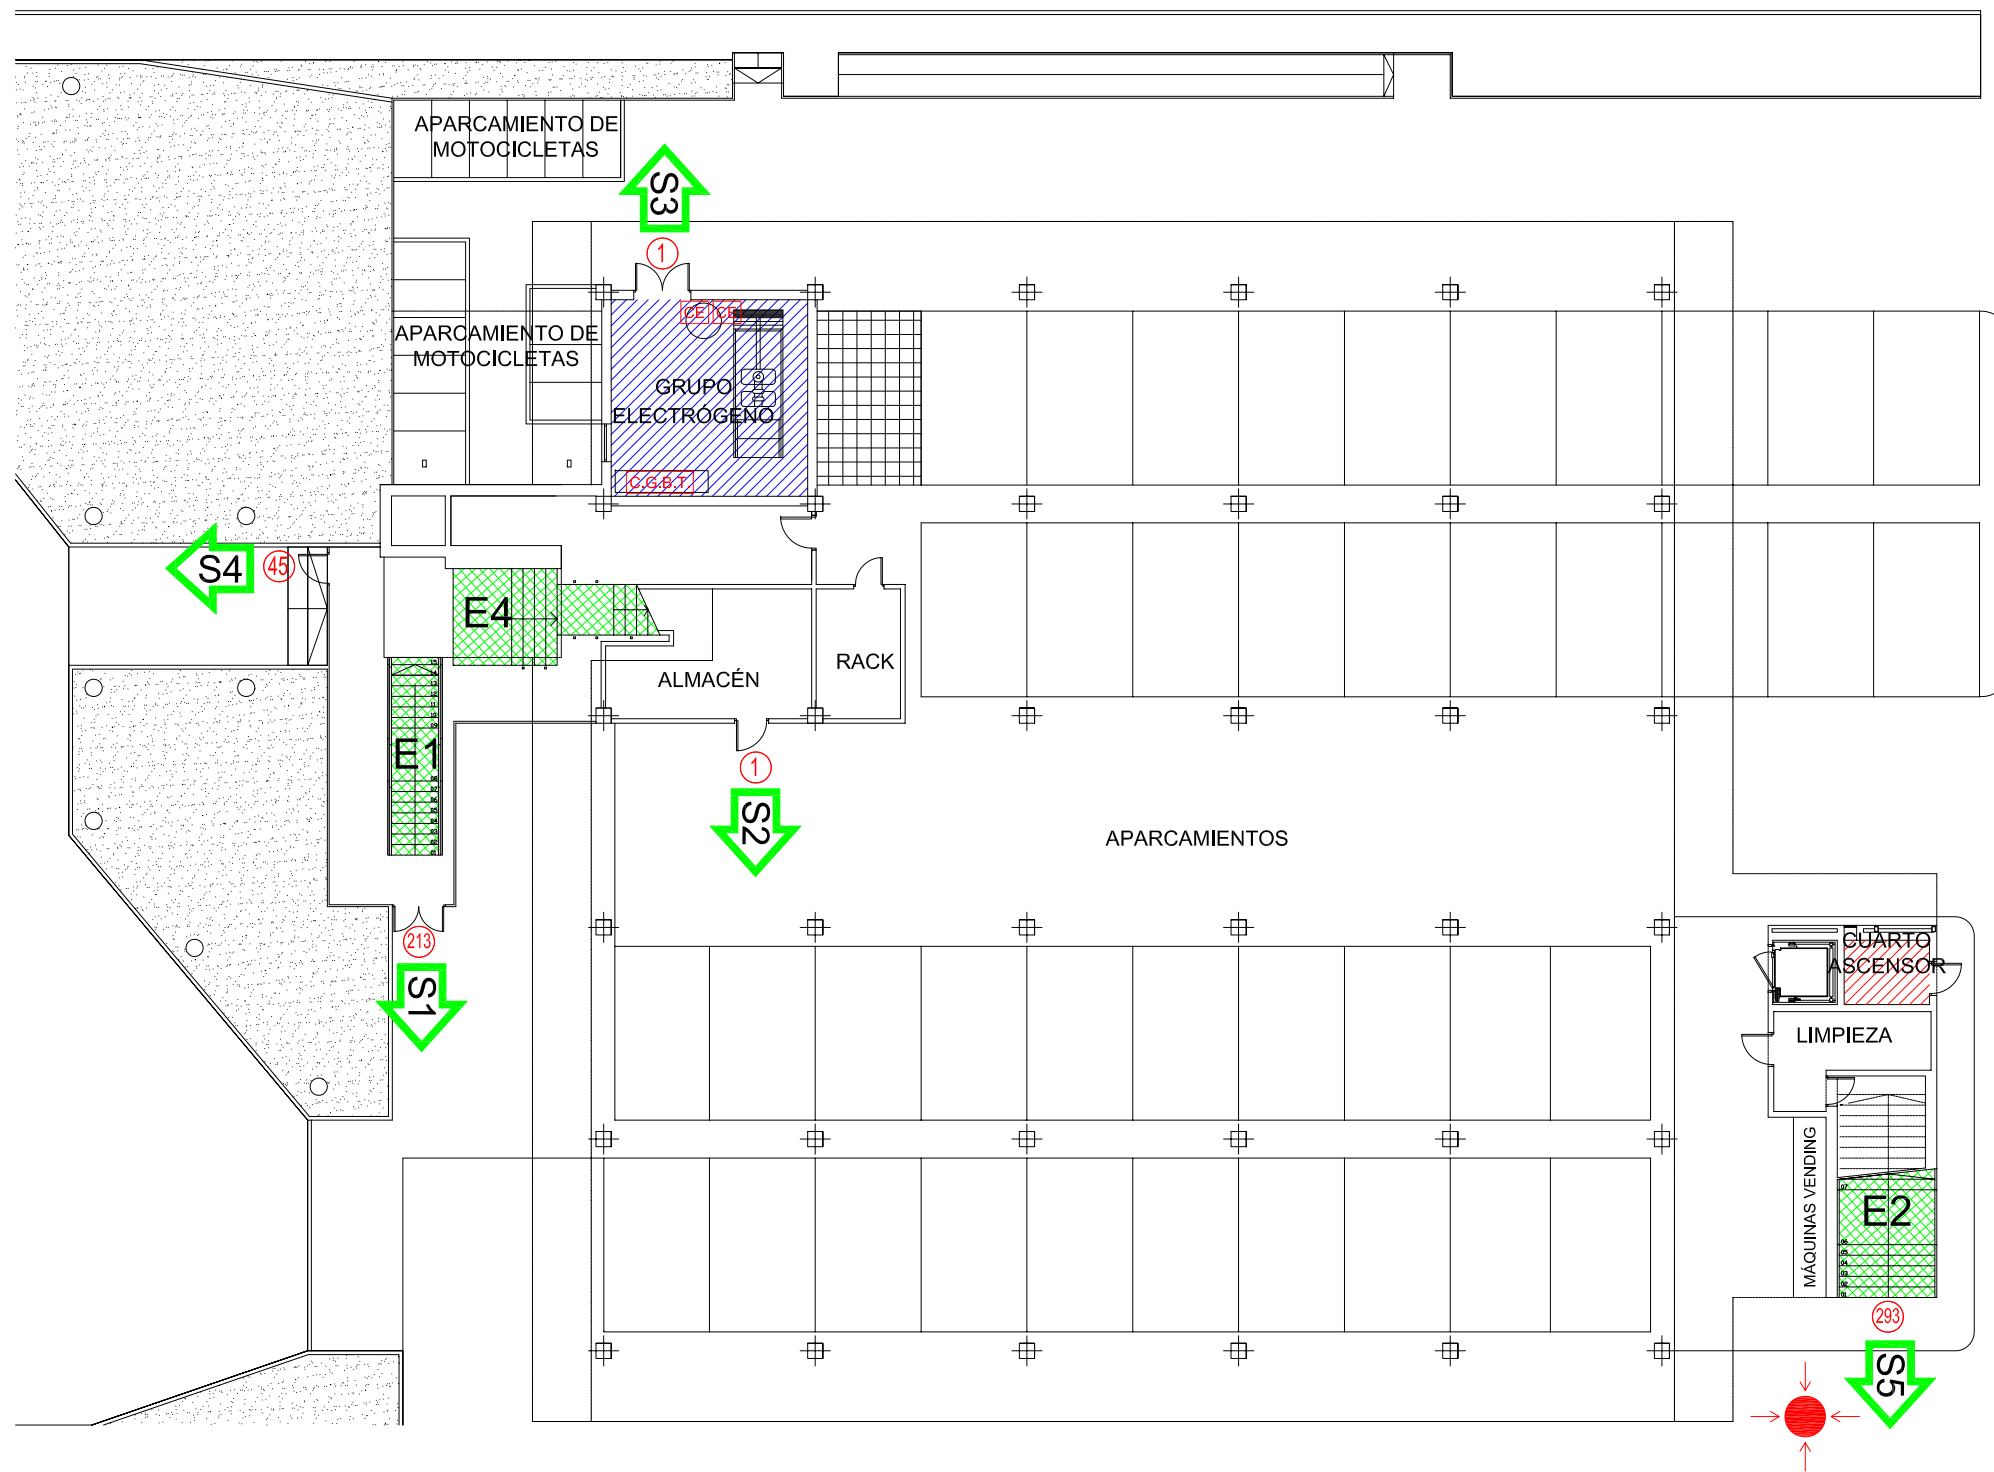 APARCAMIENTO DE
MOTOCICLETAS
S3
1
CE
APARCAMIENTO DE
MOTOCICLETAS
GRUPO
ELECTRÓGENO
C.G.B.T.
S4
45
E4
ALMACÉN
RACK
E1
1
S2
APARCAMIENTOS
213
S1
CUARTO
ASCENSOR
LIMPIEZA
MÁQUINAS VENDING
E2
293
S5